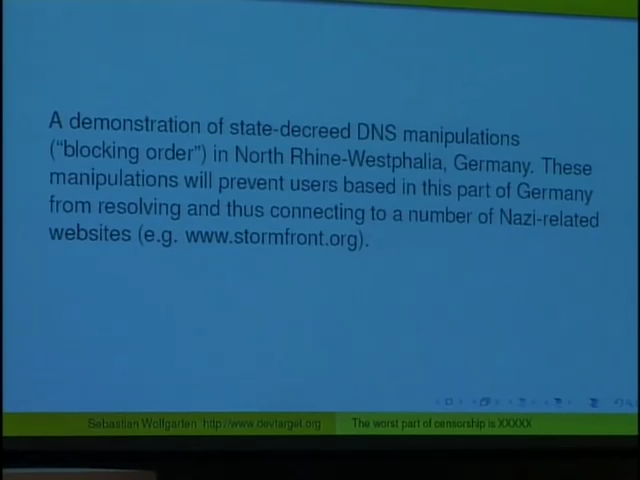 A demonstration of state-decreed DNS manipulations
("blocking order") in North Rhine-Westphalia, Germany. These
manipulations will prevent users based in this part of Germany
from resolving and thus connecting to a number of Nazi-related
websites (e.g. www.stormfront.org).
Sebastian Wolfgarten http://www.devtarget.org The worst part of censorship is XXXXX